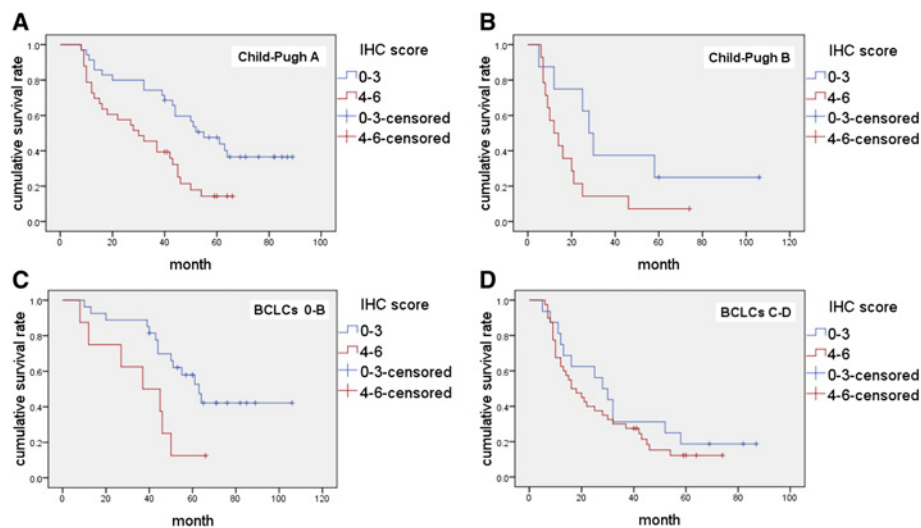 A
Child-Pugh A
cumulative survival rate
1.0
0.8
0.6
0.4
0.2
0.0
0 20 40 60 80 100
month
IHC score
0-3
4-6
0-3-censored
4-6-censored
B
Child-Pugh B
cumulative survival rate
1.0
0.8
0.6
0.4
0.2
0.0
0 20 40 60 80 100 120
month
IHC score
0-3
4-6
0-3-censored
4-6-censored
C
BCLCs 0-B
cumulative survival rate
1.0
0.8
0.6
0.4
0.2
0.0
0 20 40 60 80 100 120
month
IHC score
0-3
4-6
0-3-censored
4-6-censored
D
BCLCs C-D
cumulative survival rate
1.0
0.8
0.6
0.4
0.2
0.0
0 20 40 60 80 100
month
IHC score
0-3
4-6
0-3-censored
4-6-censored